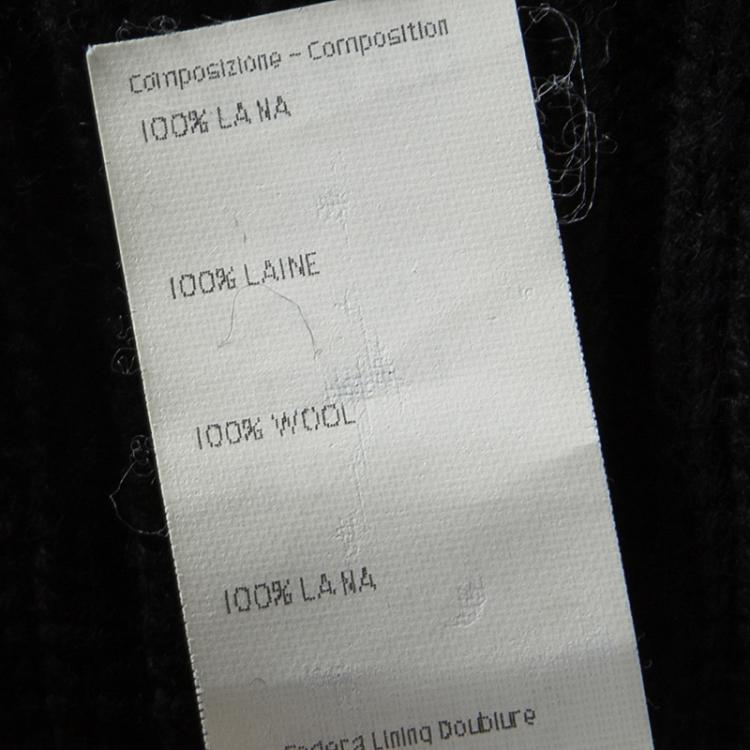 Composizione - Composition
100% LANA
100% LAINE
100% WOOL
100% LANA
Fodera Lining Doublure